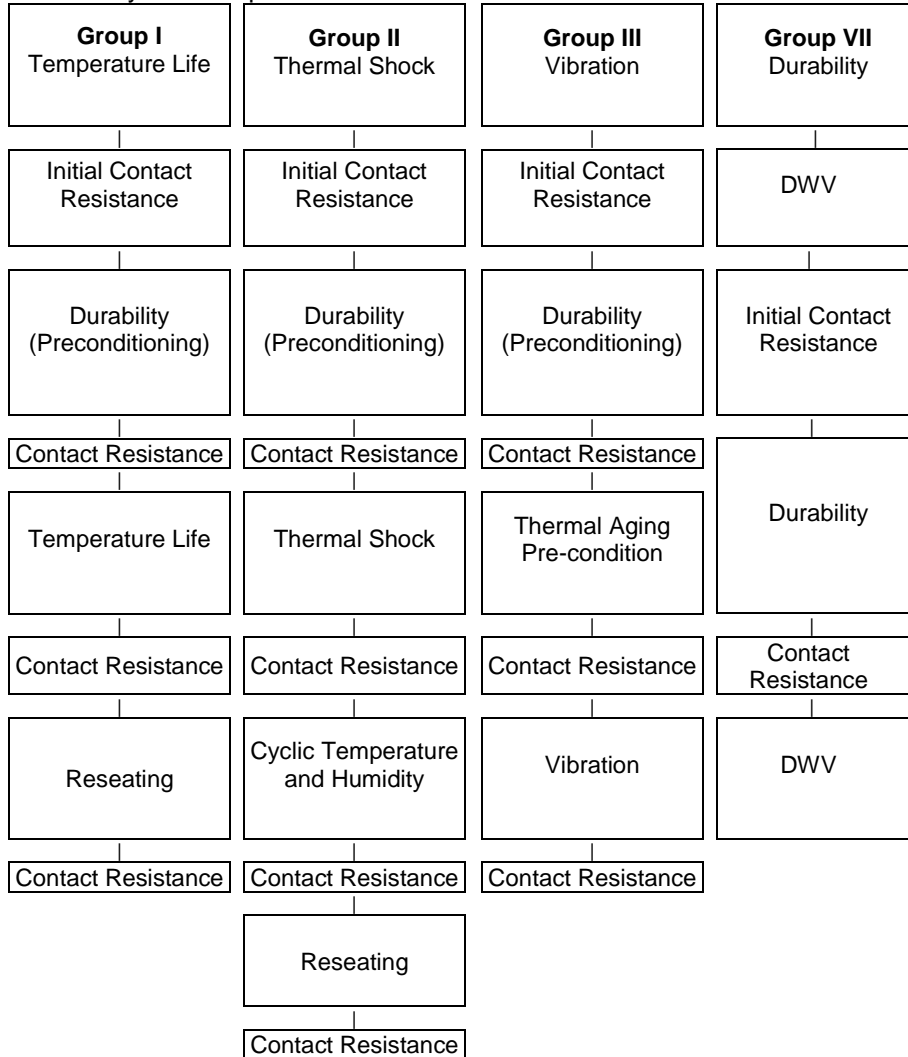 Group I
Temperature Life
Initial Contact
Resistance
Durability
(Preconditioning)
Contact Resistance
Temperature Life
Contact Resistance
Reseating
Contact Resistance
Group II
Thermal Shock
Initial Contact
Resistance
Durability
(Preconditioning)
Contact Resistance
Thermal Shock
Contact Resistance
Cyclic Temperature
and Humidity
Contact Resistance
Reseating
Contact Resistance
Group III
Vibration
Initial Contact
Resistance
Durability
(Preconditioning)
Contact Resistance
Thermal Aging
Pre-condition
Contact Resistance
Vibration
Contact Resistance
Group VII
Durability
DWV
Initial Contact
Resistance
Durability
Contact
Resistance
DWV